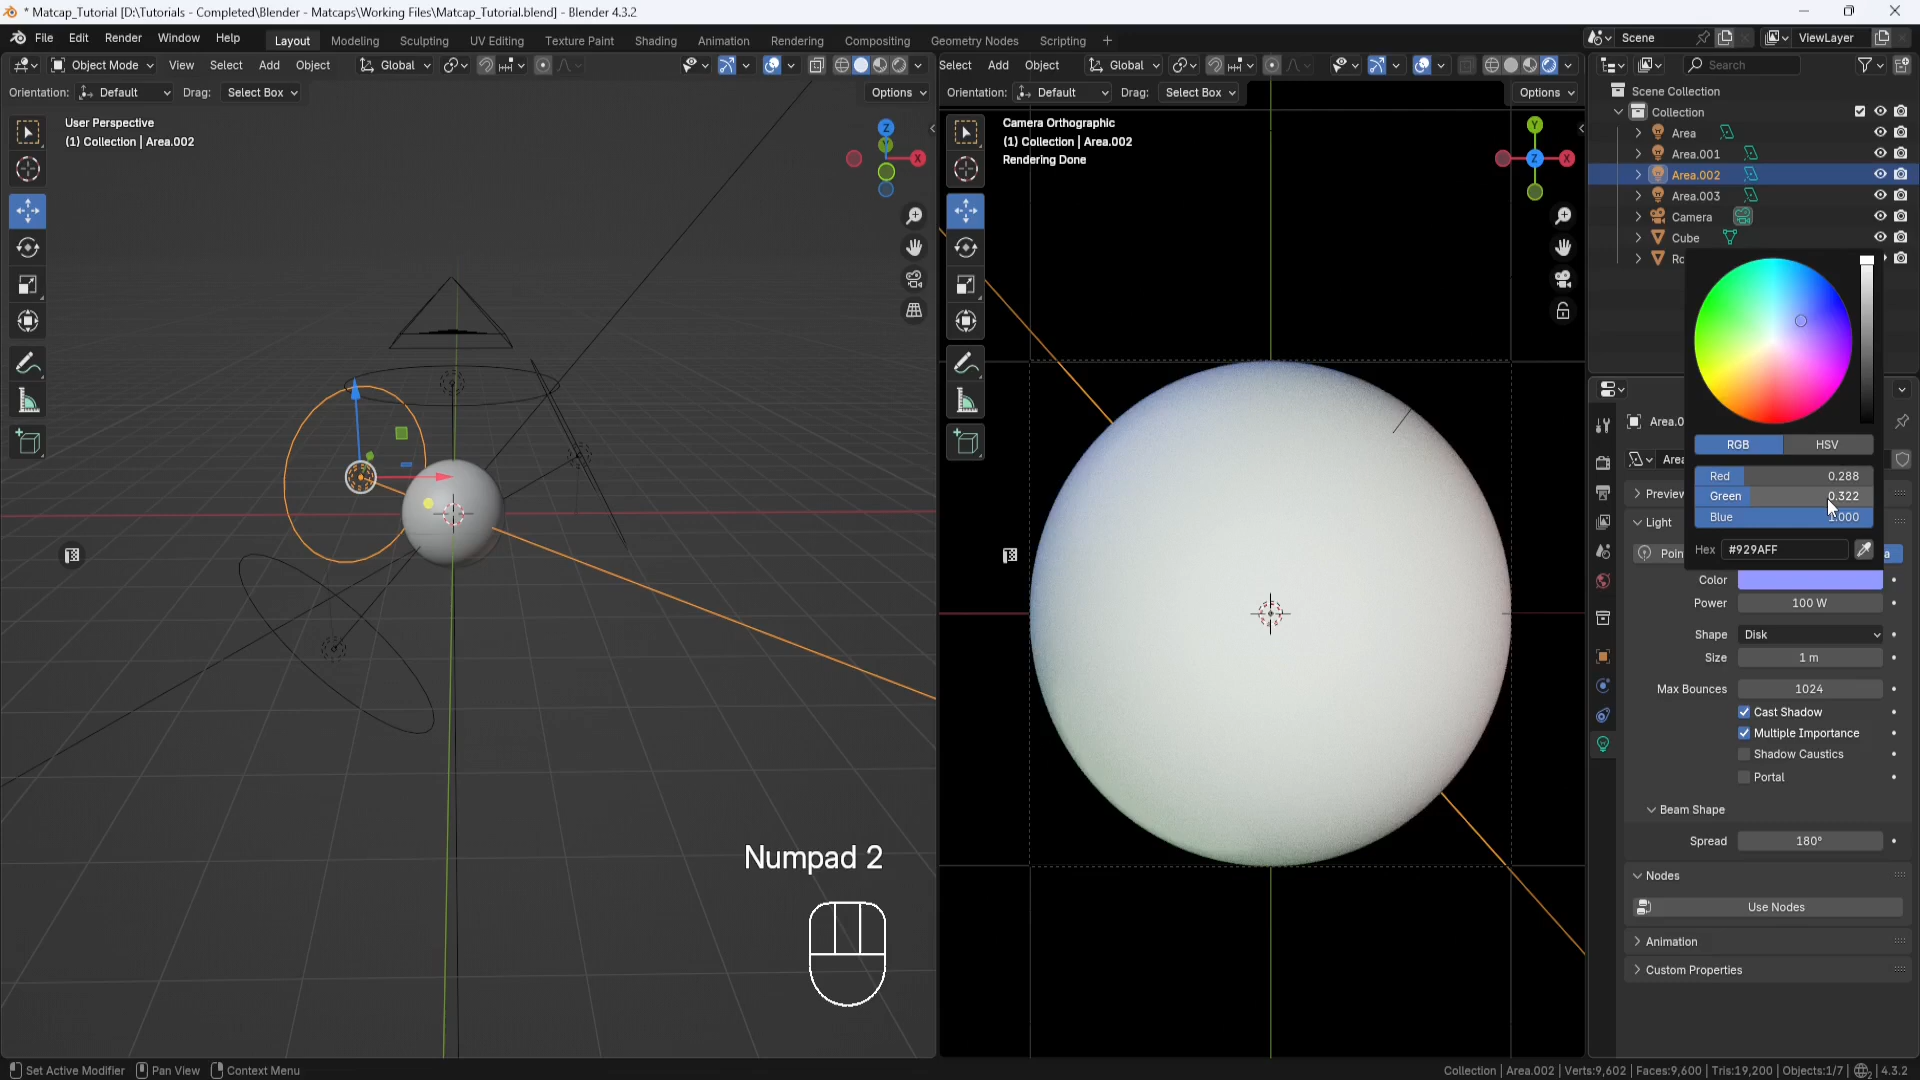 * Matcap_Tutorial [D:\Tutorials - Completed\Blender - Matcaps\Working Files\Matcap_Tutorial.blend] - Blender 4.3.2
File Edit Render Window Help Layout Modeling Sculpting UV Editing Texture Paint Shading Animation Rendering Compositing Geometry Nodes Scripting + Scene ViewLayer
Object Mode View Select Add Object Global
Select Add Object Global
Search
Orientation: Default Drag: Select Box Options
Orientation: Default Drag: Select Box Options
User Perspective
(1) Collection | Area.002
Z
X
Camera Orthographic
(1) Collection | Area.002
Rendering Done
Y
Z
X
Scene Collection
Collection
Area
Area.001
Area.002
Area.003
Camera
Cube
RGB HSV
Red 0.288
Green 0.322
Blue 1.000
Hex #929AFF
Preview
Light
Color
Power 100 W
Shape Disk
Size 1 m
Max Bounces 1024
Cast Shadow
Multiple Importance
Shadow Caustics
Portal
Beam Shape
Spread 180°
Nodes
Use Nodes
Animation
Custom Properties
Numpad 2
Set Active Modifier Pan View Context Menu
Collection | Area.002 | Verts:9,602 | Faces:9,600 | Tris:19,200 | Objects:1/7 | 4.3.2